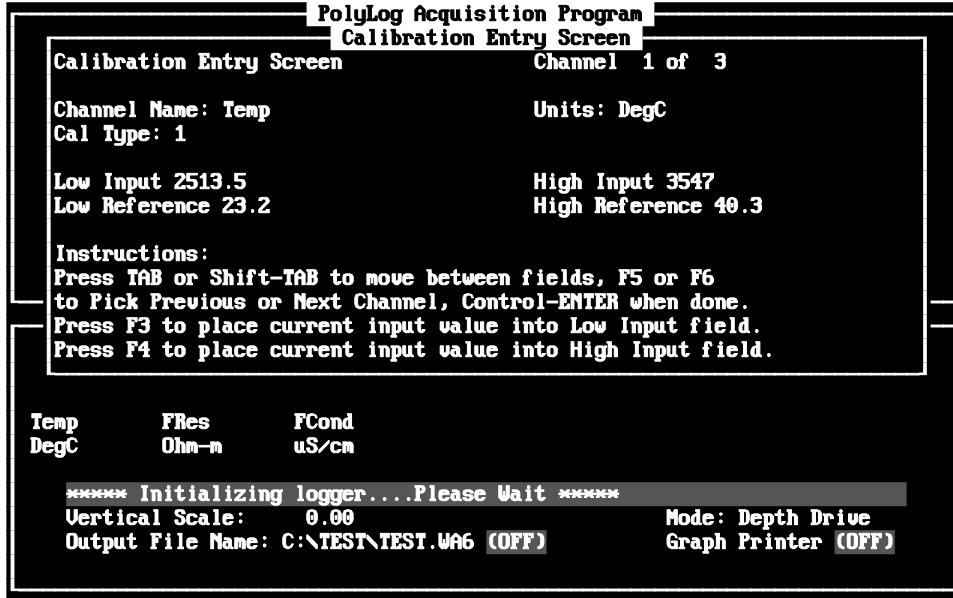 PolyLog Acquisition Program
Calibration Entry Screen
Calibration Entry Screen Channel 1 of 3
Channel Name: Temp Units: DegC
Cal Type: 1
Low Input 2513.5 High Input 3547
Low Reference 23.2 High Reference 40.3
Instructions:
Press TAB or Shift-TAB to move between fields, F5 or F6
to Pick Previous or Next Channel, Control-ENTER when done.
Press F3 to place current input value into Low Input field.
Press F4 to place current input value into High Input field.
Temp FRes FCond
DegC Ohm-m uS/cm
***** Initializing logger....Please Wait *****
Vertical Scale: 0.00 Mode: Depth Drive
Output File Name: C:\TEST\TEST.WA6 (OFF) Graph Printer (OFF)